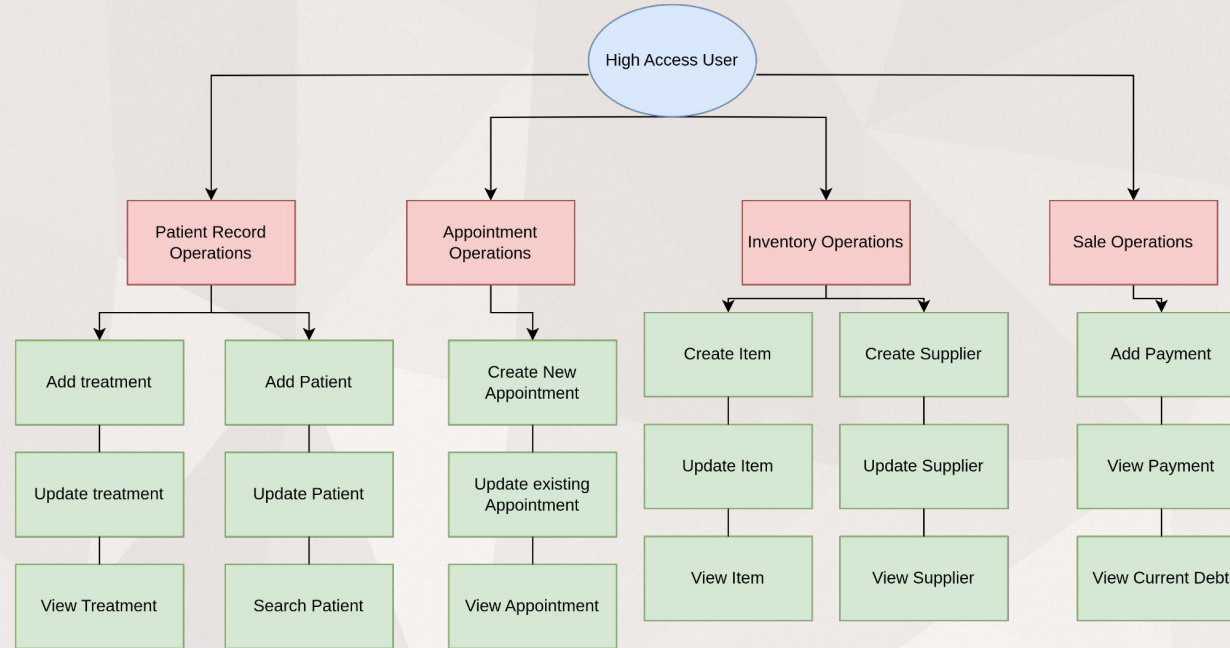 High Access User
Patient Record
Operations
Appointment
Operations
Inventory Operations
Sale Operations
Add treatment
Update treatment
View Treatment
Add Patient
Update Patient
Search Patient
Create New
Appointment
Update existing
Appointment
View Appointment
Create Item
Update Item
View Item
Create Supplier
Update Supplier
View Supplier
Add Payment
View Payment
View Current Debt